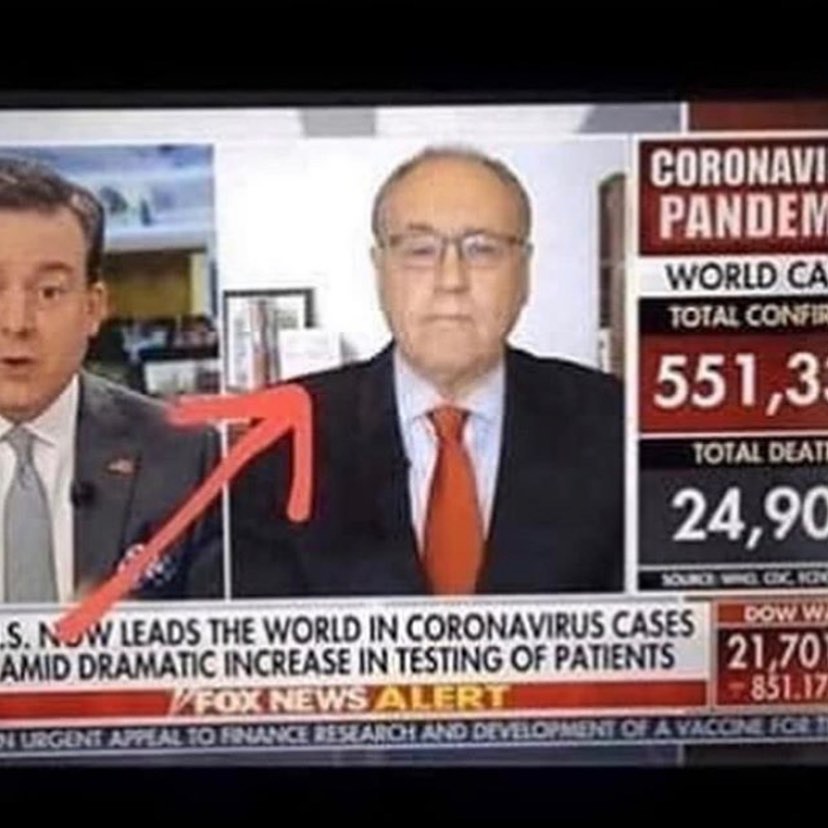 CORONAVI
PANDEM
WORLD CA
TOTAL CONFIR
551,3
TOTAL DEAT
24,90
SOURCE: WHO, CDC,
.S. NOW LEADS THE WORLD IN CORONAVIRUS CASES
AMID DRAMATIC INCREASE IN TESTING OF PATIENTS
DOW
21,70
-851.17
FOX NEWS ALERT
N URGENT APPEAL TO FINANCE RESEARCH AND DEVELOPMENT OF A VACCINE FOR T